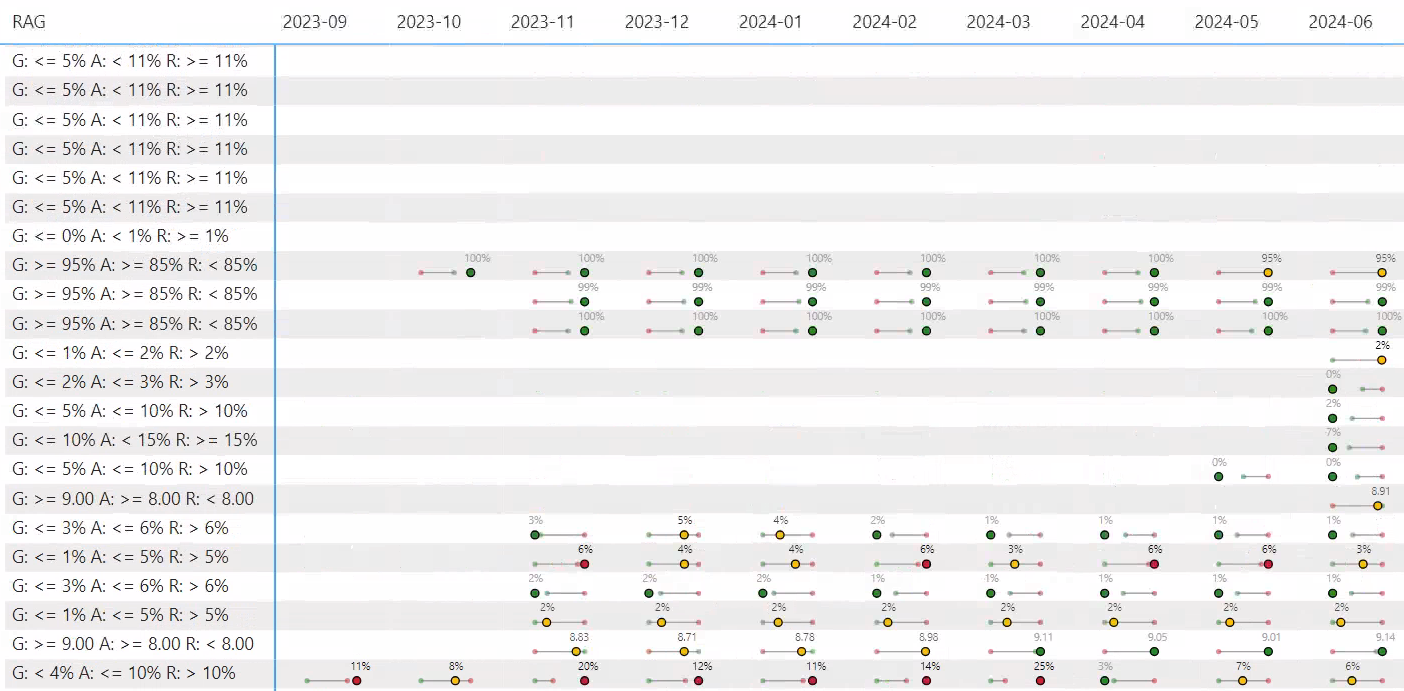 RAG 2023-09 2023-10 2023-11 2023-12 2024-01 2024-02 2024-03 2024-04 2024-05 2024-06
G: <= 5% A: < 11% R: >= 11%
G: <= 5% A: < 11% R: >= 11%
G: <= 5% A: < 11% R: >= 11%
G: <= 5% A: < 11% R: >= 11%
G: <= 5% A: < 11% R: >= 11%
G: <= 5% A: < 11% R: >= 11%
G: <= 0% A: < 1% R: >= 1%
G: >= 95% A: >= 85% R: < 85% 100% 100% 100% 100% 100% 100% 100% 95% 95%
G: >= 95% A: >= 85% R: < 85% 99% 99% 99% 99% 99% 99% 99% 99%
G: >= 95% A: >= 85% R: < 85% 100% 100% 100% 100% 100% 100% 100% 100%
G: <= 1% A: <= 2% R: > 2% 2%
G: <= 2% A: <= 3% R: > 3% 0%
G: <= 5% A: <= 10% R: > 10% 2%
G: <= 10% A: < 15% R: >= 15% -7%
G: <= 5% A: <= 10% R: > 10% 0% 0%
G: >= 9.00 A: >= 8.00 R: < 8.00 8.91
G: <= 3% A: <= 6% R: > 6% 3% 5% 4% 2% 1% 1% 1% 1%
G: <= 1% A: <= 5% R: > 5% 6% 4% 4% 6% 3% 6% 6% 3%
G: <= 3% A: <= 6% R: > 6% 2% 2% 2% 1% 1% 1% 1% 1%
G: <= 1% A: <= 5% R: > 5% 2% 2% 2% 2% 2% 2% 2% 2%
G: >= 9.00 A: >= 8.00 R: < 8.00 8.83 8.71 8.78 8.98 9.11 9.05 9.01 9.14
G: < 4% A: <= 10% R: > 10% 11% 8% 20% 12% 11% 14% 25% 3% 7% 6%